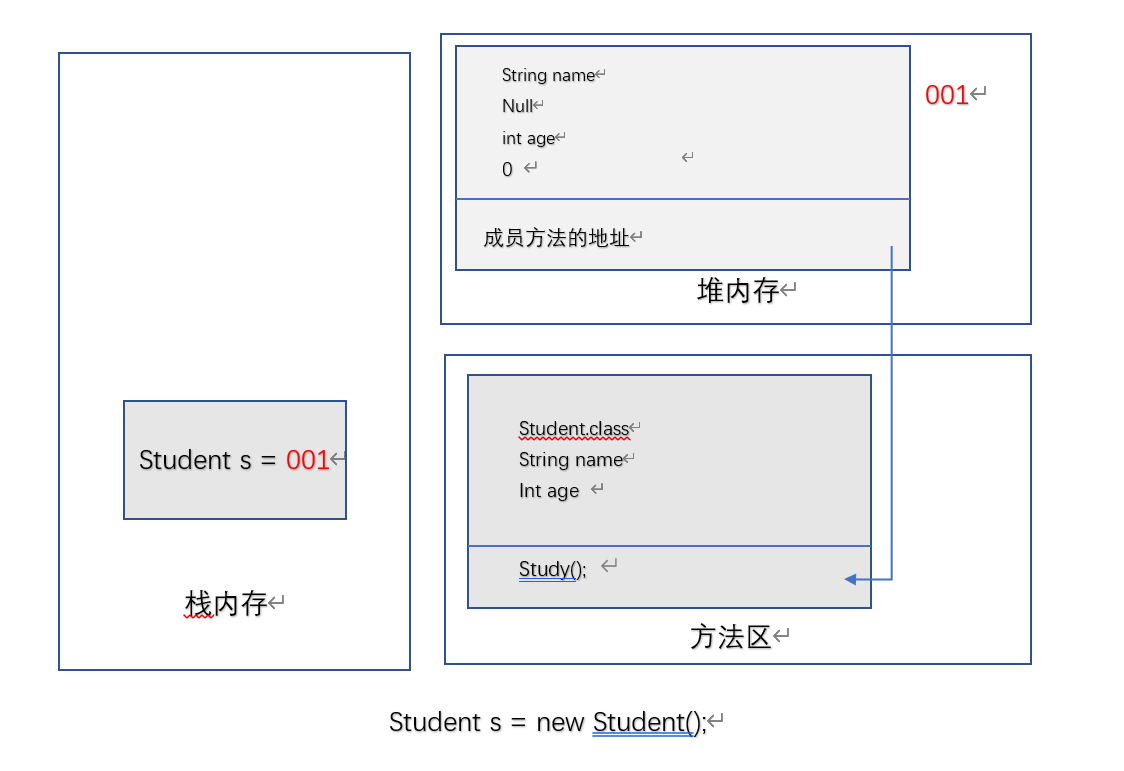 String name
Null
int age
0
001
成员方法的地址
堆内存
Student s = 001
栈内存
Student.class
String name
Int age
Study();
方法区
Student s = new Student();